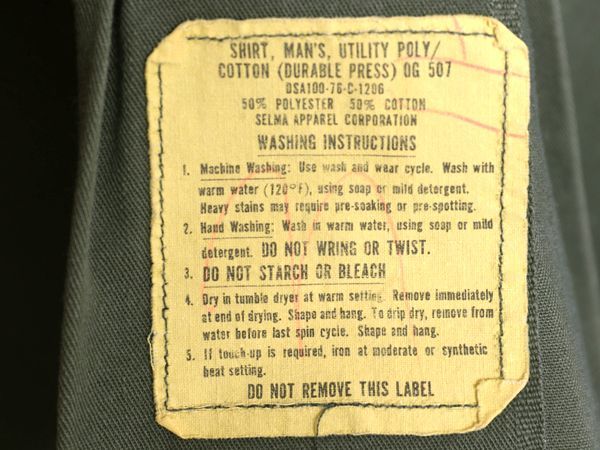 SHIRT, MAN'S, UTILITY POLY/
COTTON (DURABLE PRESS) OG 507
DSA100-76-C-1206
50% POLYESTER 50% COTTON
SELMA APPAREL CORPORATION
WASHING INSTRUCTIONS
1. Machine Washing: Use wash and wear cycle. Wash with
warm water (120°F), using soap or mild detergent.
Heavy stains may require pre-soaking or pre-spotting.
2. Hand Washing: Wash in warm water, using soap or mild
detergent. DO NOT WRING OR TWIST.
3. DO NOT STARCH OR BLEACH
4. Dry in tumble dryer at warm setting. Remove immediately
at end of drying. Shape and hang. To drip dry, remove from
water before last spin cycle. Shape and hang.
5. If touch-up is required, iron at moderate or synthetic
heat setting.
DO NOT REMOVE THIS LABEL